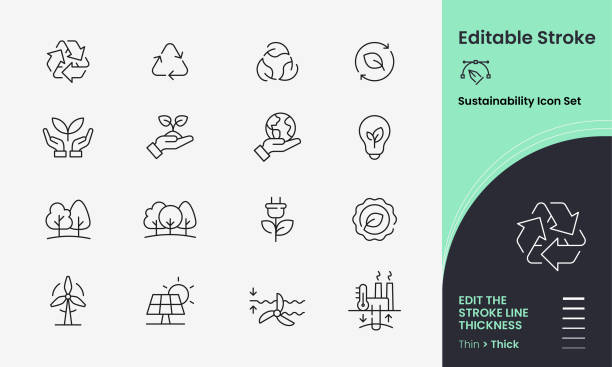 Editable Stroke
Sustainability Icon Set
EDIT THE
STROKE LINE
THICKNESS
Thin > Thick